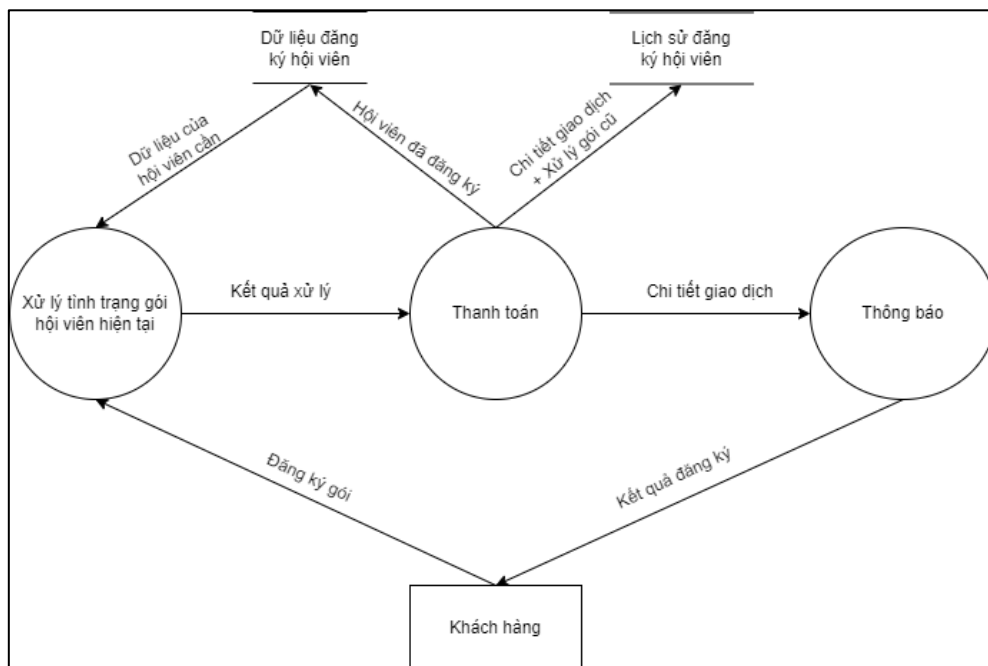 Dữ liệu đăng
ký hội viên
Lịch sử đăng
ký hội viên
Dữ liệu của
hội viên cần
Hội viên đã đăng ký
Chi tiết giao dịch
+ Xử lý gói cũ
Xử lý tình trạng gói
hội viên hiện tại
Kết quả xử lý
Thanh toán
Chi tiết giao dịch
Thông báo
Đăng ký gói
Kết quả đăng ký
Khách hàng